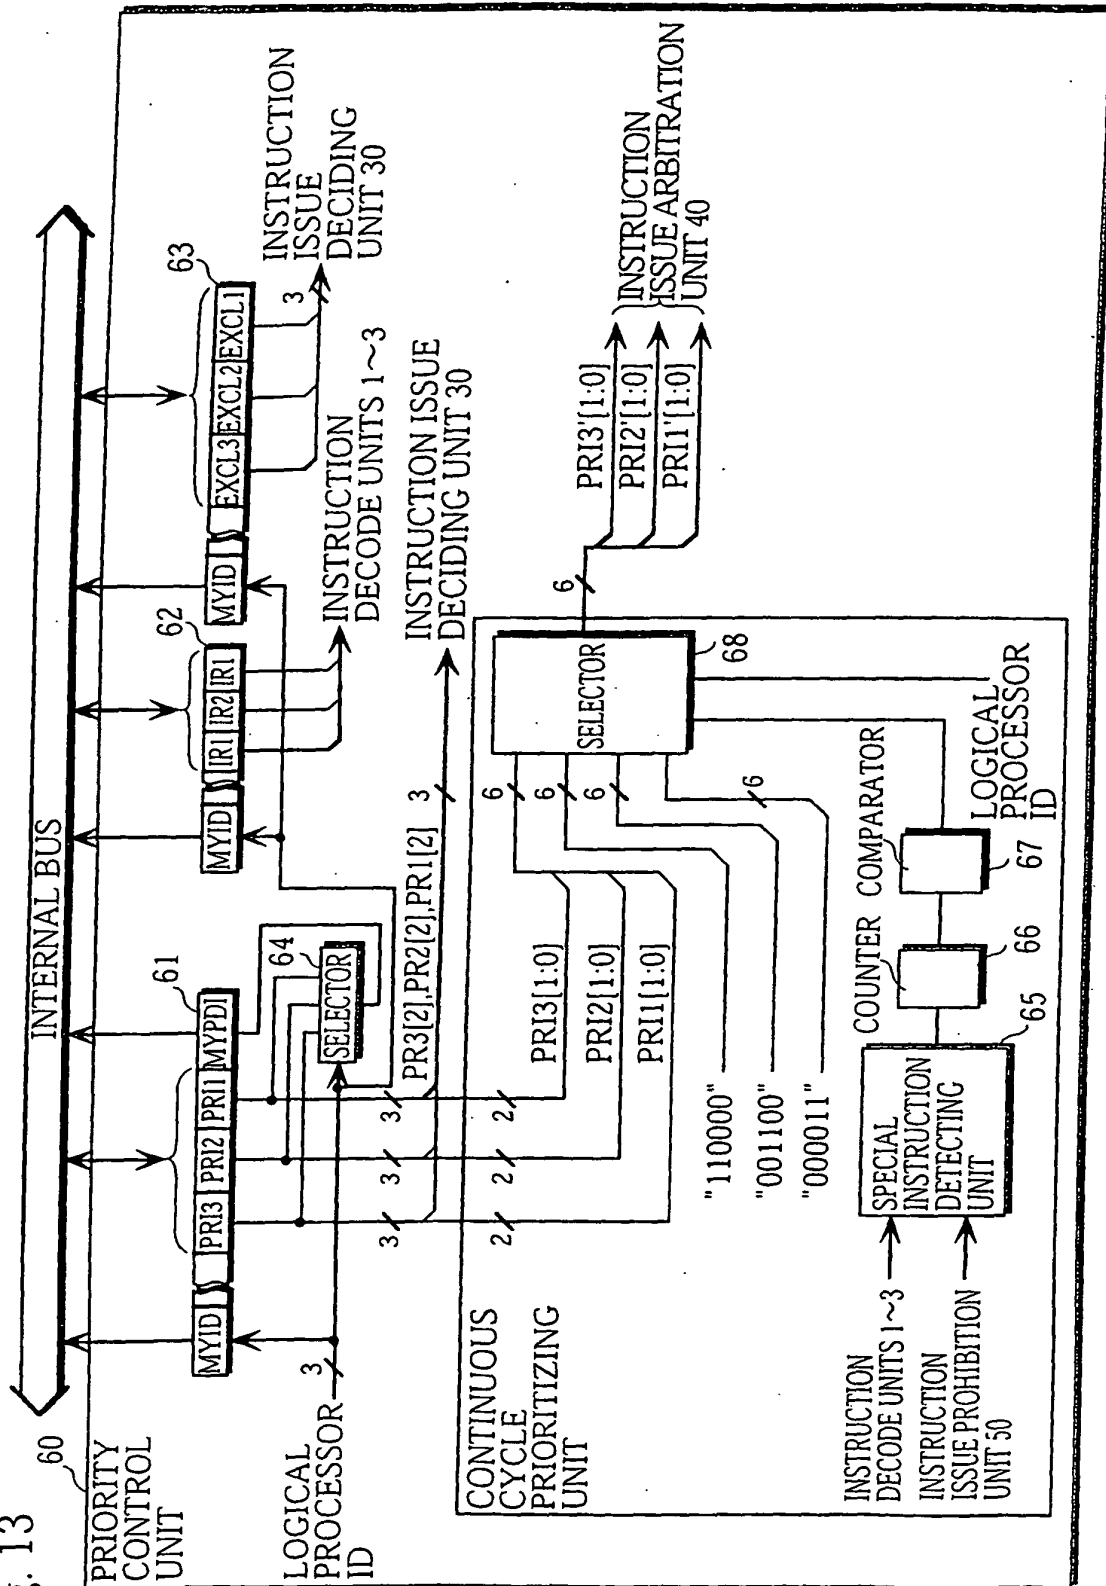 . 13
60
PRIORITY
CONTROL
UNIT
INTERNAL BUS
61
MYID
PRI3
PRI2
PRI1
MYPDI
62
MYID
IR1
IR2
IR1
63
MYID
EXCL3
EXCL2
EXCL1
3
INSTRUCTION
ISSUE
DECIDING
UNIT 30
INSTRUCTION
DECODE UNITS 1~3
64
SELECTOR
LOGICAL
PROCESSOR
ID
3
3
3
3
PR3[2],PR2[2],PR1[2]
3
INSTRUCTION ISSUE
DECIDING UNIT 30
CONTINUOUS
CYCLE
PRIORITIZING
UNIT
2
2
2
PRI3[1:0]
PRI2[1:0]
PRI1[1:0]
"110000"
"001100"
"000011"
6
6
6
6
SELECTOR
68
6
PRI3'[1:0]
PRI2'[1:0]
PRI1'[1:0]
INSTRUCTION
ISSUE ARBITRATION
UNIT 40
INSTRUCTION
DECODE UNITS 1~3
INSTRUCTION
ISSUE PROHIBITION
UNIT 50
SPECIAL
INSTRUCTION
DETECTING
UNIT
65
COUNTER
66
COMPARATOR
67
LOGICAL
PROCESSOR
ID